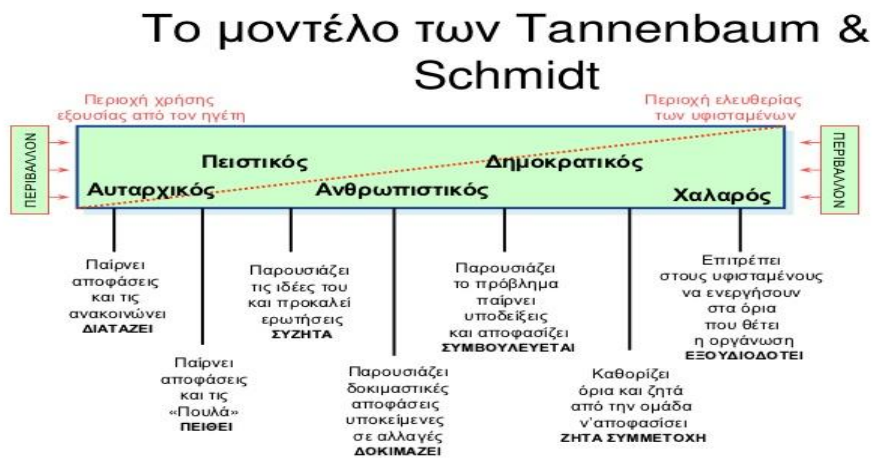 Το μοντέλο των Tannenbaum &
Schmidt
Περιοχή χρήσης
εξουσίας από τον ηγέτη
Περιοχή ελευθερίας
των υφισταμένων
ΠΕΡΙΒΑΛΛΟΝ
Πειστικός
Δημοκρατικός
Αυταρχικός
Ανθρωπιστικός
Χαλαρός
ΠΕΡΙΒΑΛΛΟΝ
Παίρνει
αποφάσεις
και τις
ανακοινώνει
ΔΙΑΤΑΖΕΙ
Παίρνει
αποφάσεις
και τις
«Πουλά»
ΠΕΙΘΕΙ
Παρουσιάζει
τις ιδέες του
και προκαλεί
ερωτήσεις
ΣΥΖΗΤΑ
Παρουσιάζει
δοκιμαστικές
αποφάσεις
υποκείμενες
σε αλλαγές
ΔΟΚΙΜΑΖΕΙ
Παρουσιάζει
το πρόβλημα
παίρνει
υποδείξεις
και αποφασίζει
ΣΥΜΒΟΥΛΕΥΕΤΑΙ
Καθορίζει
όρια και ζητά
από την ομάδα
ν'αποφασίσει
ΖΗΤΑ ΣΥΜΜΕΤΟΧΗ
Επιτρέπει
στους υφισταμένους
να ενεργήσουν
στα όρια
που θέτει
η οργάνωση
ΕΞΟΥΔΙΟΔΟΤΕΙ